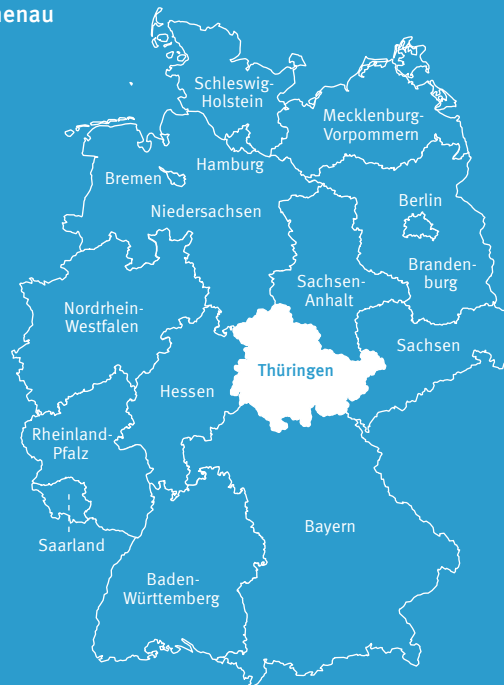 Schleswig-
Holstein
Mecklenburg-
Vorpommern
Hamburg
Bremen
Berlin
Niedersachsen
Branden-
burg
Sachsen-
Anhalt
Nordrhein-
Westfalen
Sachsen
Thüringen
Hessen
Rheinland-
Pfalz
Bayern
Saarland
Baden-
Württemberg